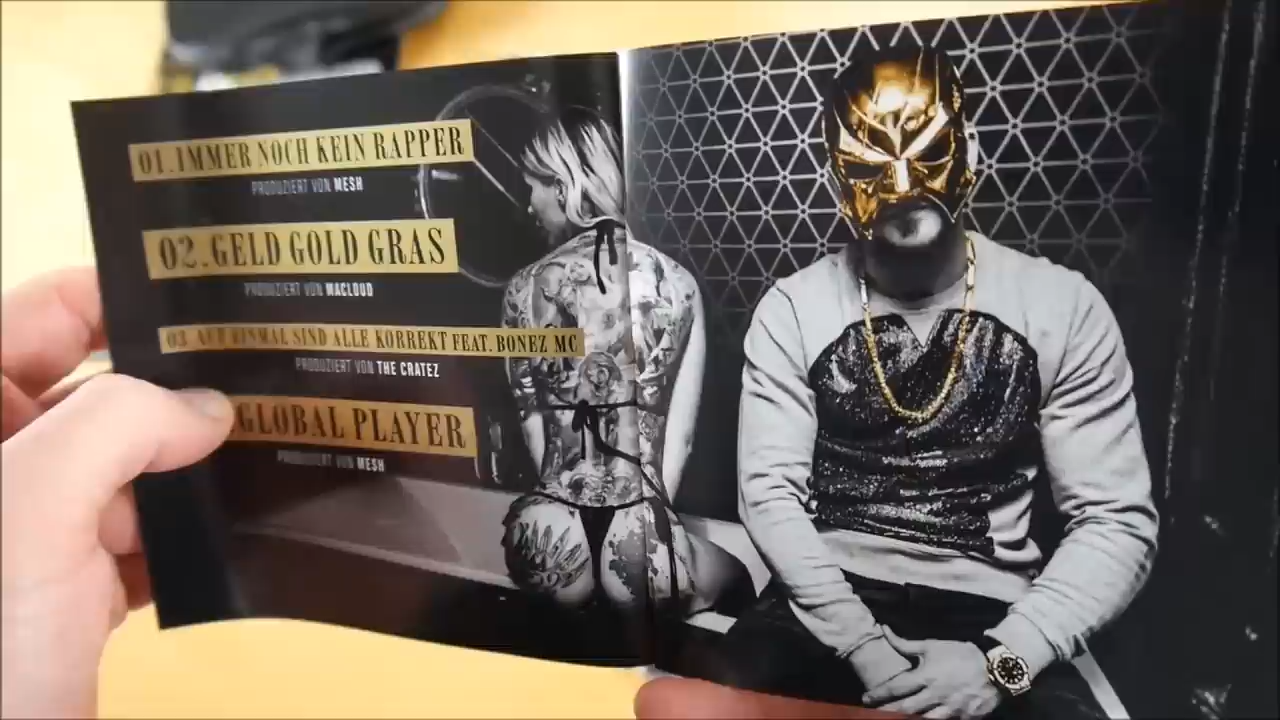 01. IMMER NOCH KEIN RAPPER
PRODUZIERT VON MESH
02. GELD GOLD GRAS
PRODUZIERT VON MACLOUD
03. AUF EINMAL SIND ALLE KORREKT FEAT. BONEZ MC
PRODUZIERT VON THE CRATEZ
GLOBAL PLAYER
PRODUZIERT VON MESH